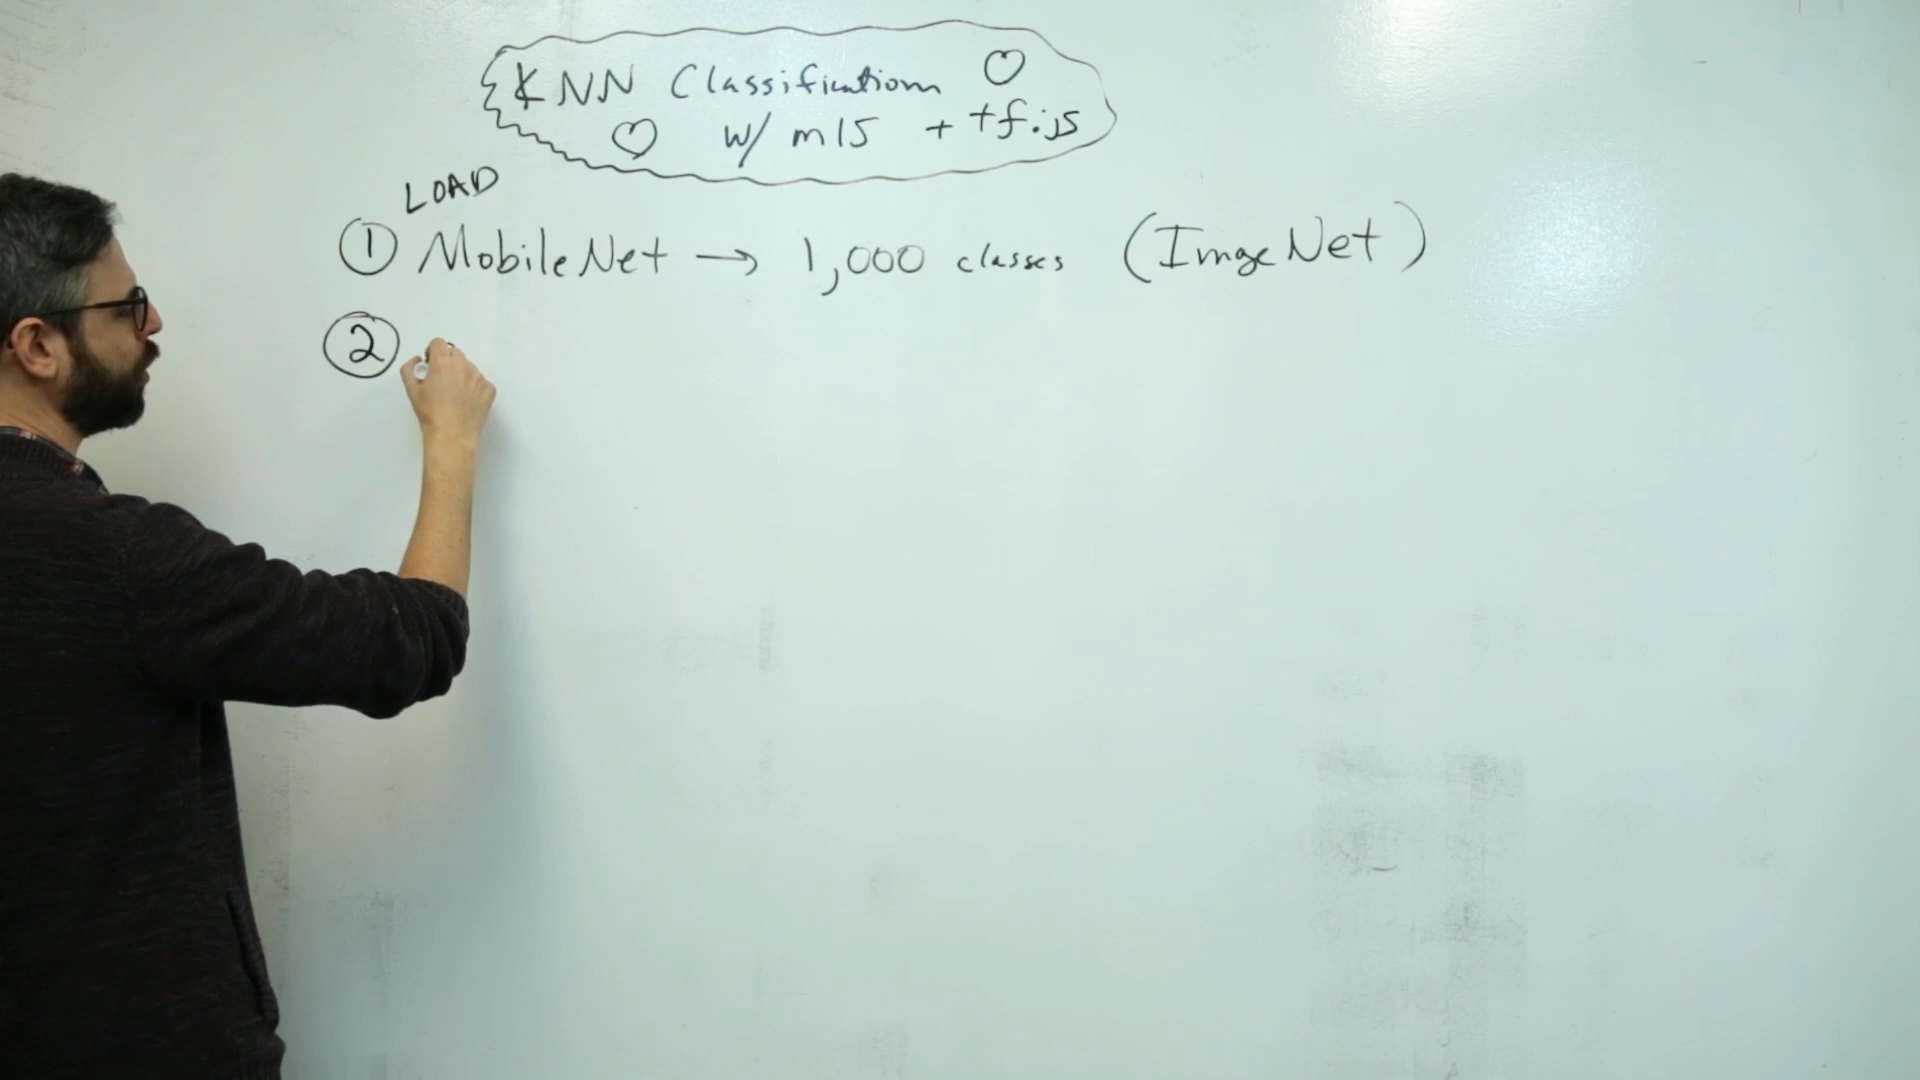 KNN Classification
w/ ml5 + tf.js
LOAD
1 MobileNet → 1,000 classes (ImageNet)
2